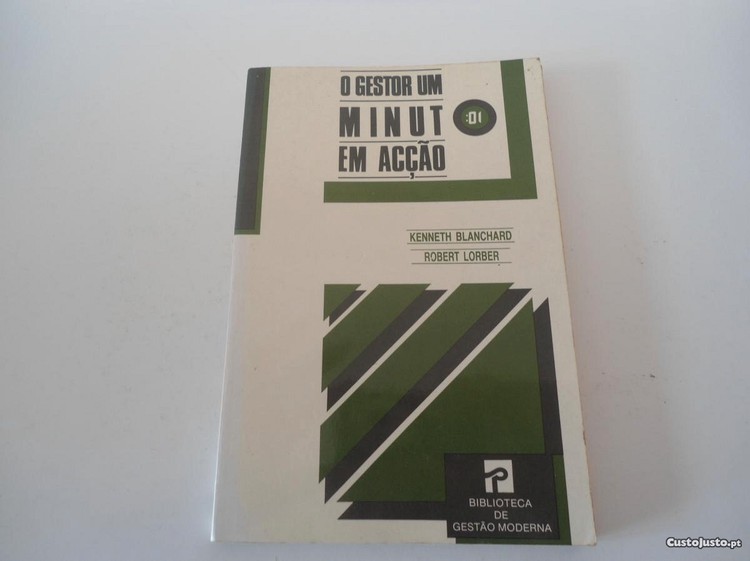 O GESTOR UM
MINUT :01
EM ACÇÃO
KENNETH BLANCHARD
ROBERT LORBER
BIBLIOTECA
DE
GESTÃO MODERNA
CustoJusto.pt